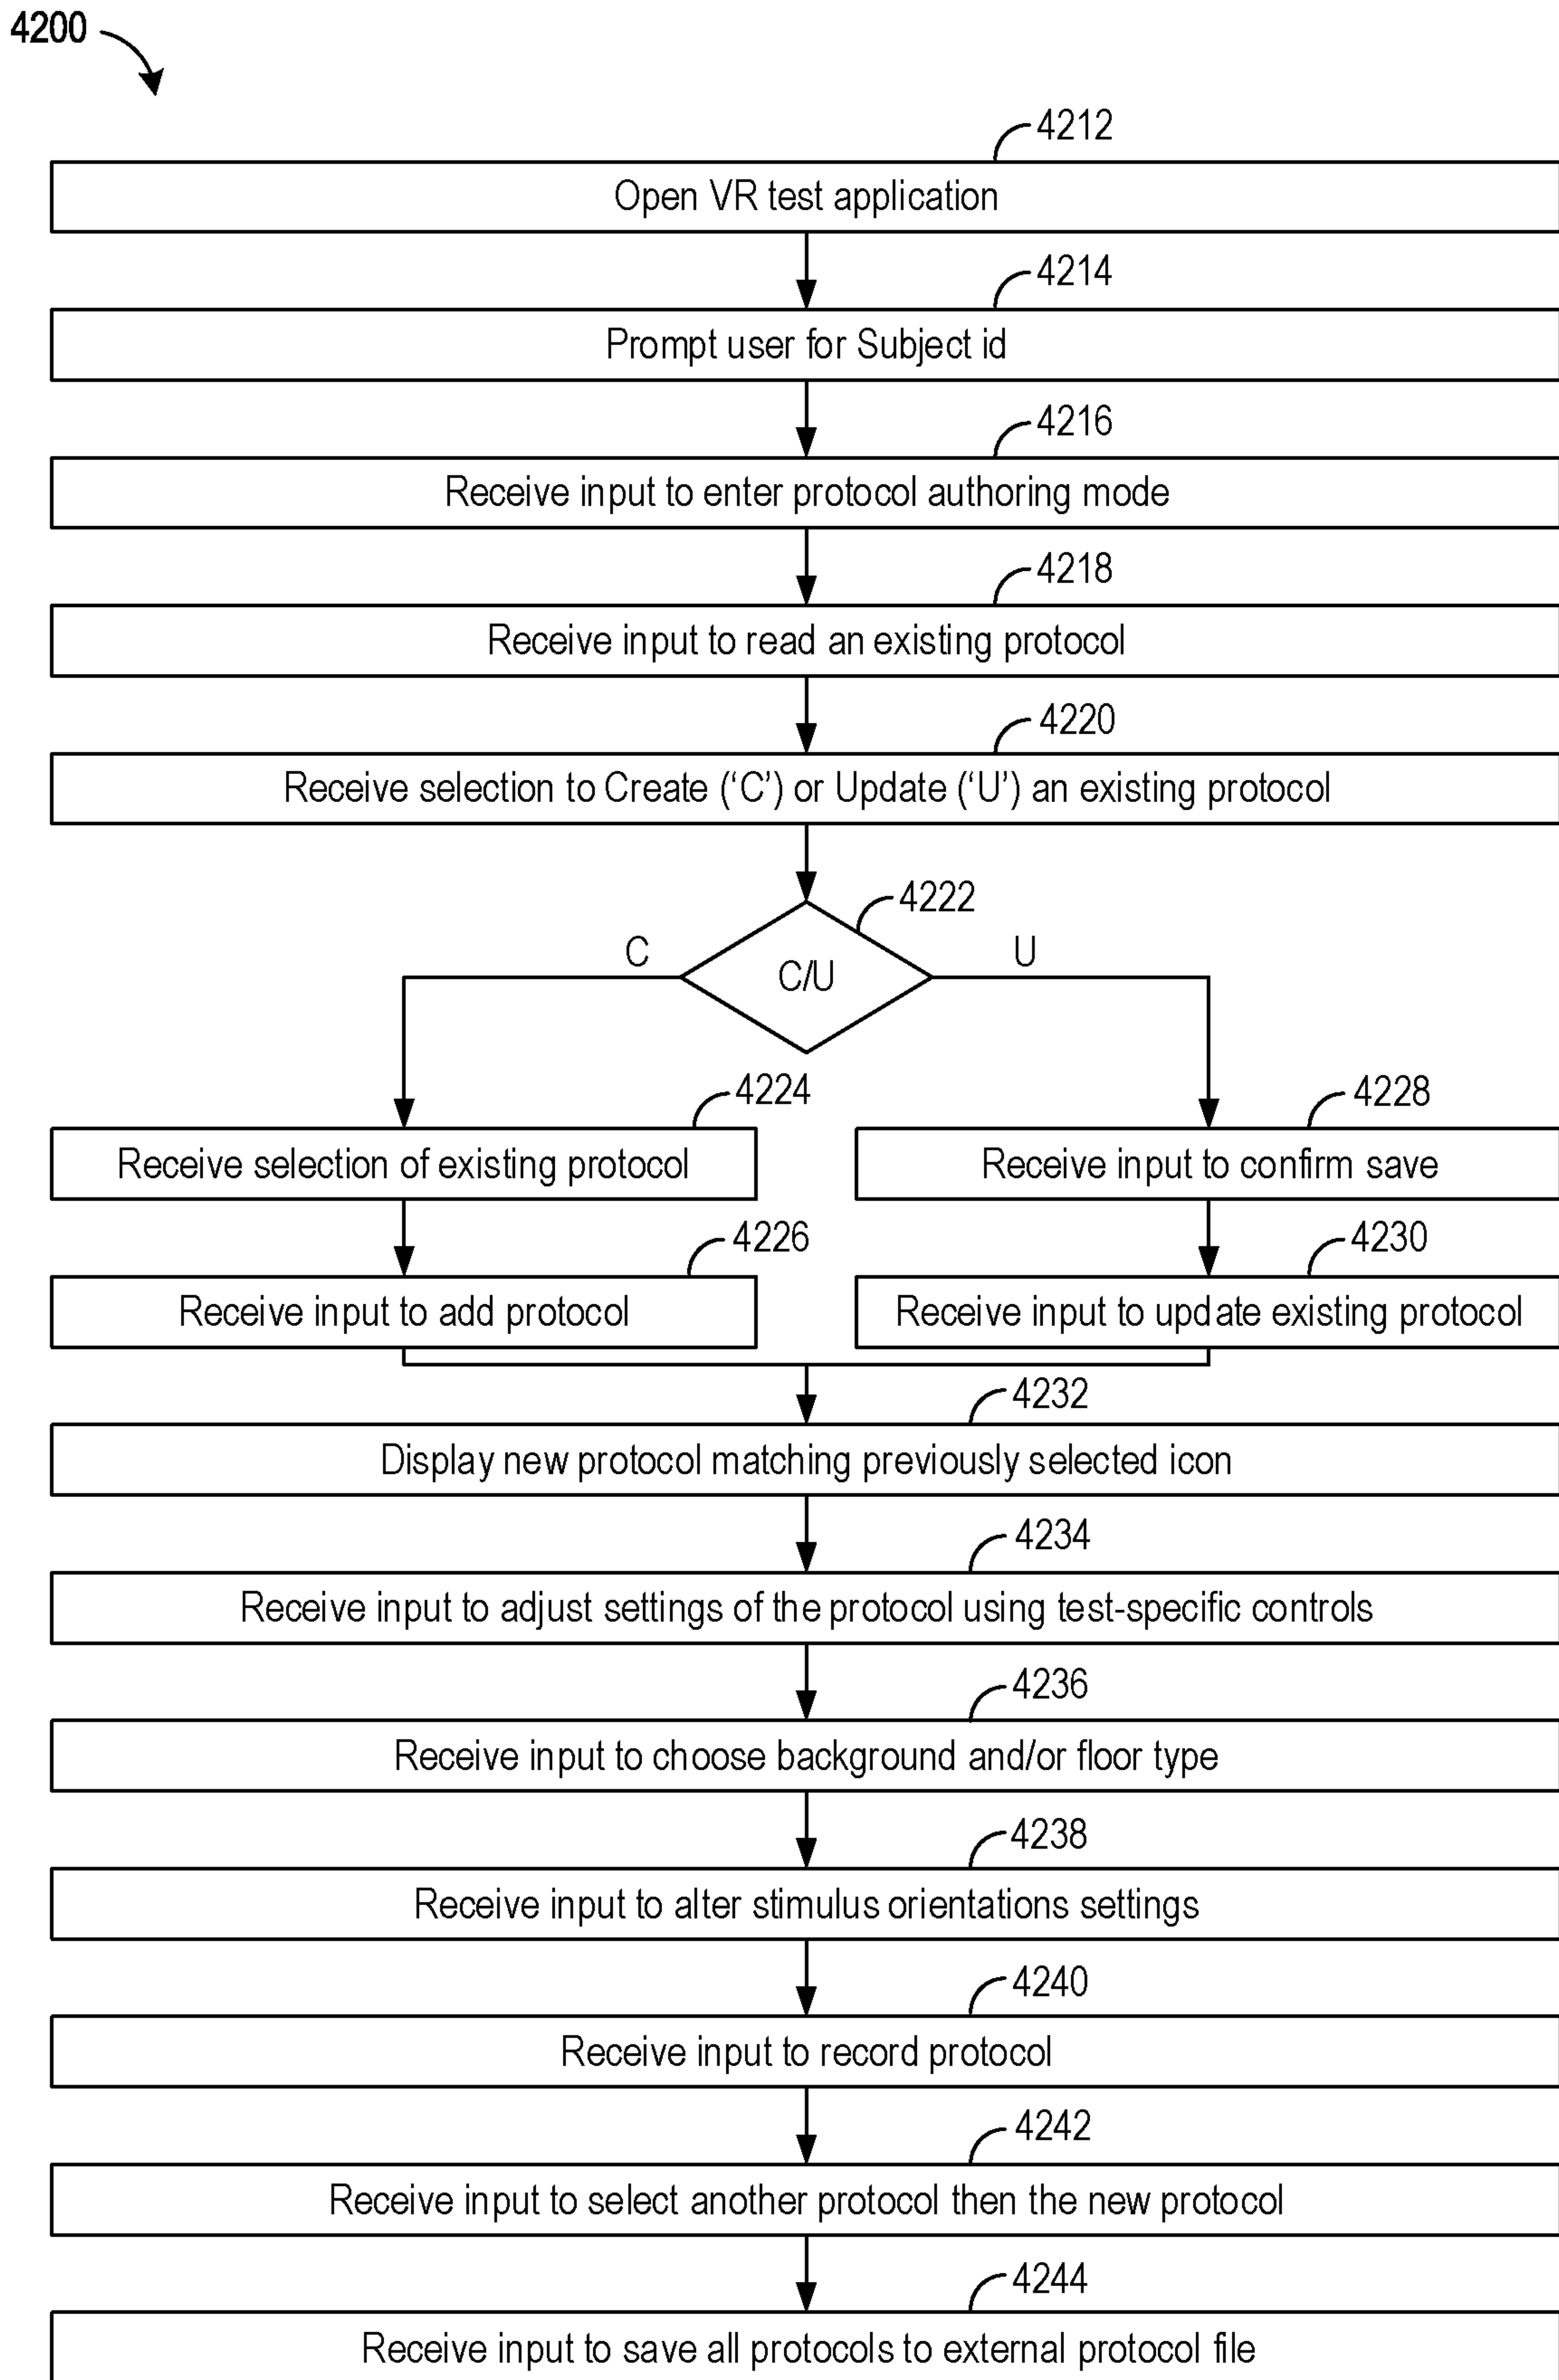 4200
4212
Open VR test application
4214
Prompt user for Subject id
4216
Receive input to enter protocol authoring mode
4218
Receive input to read an existing protocol
4220
Receive selection to Create (‘C’) or Update (‘U’) an existing protocol
4222
C
C/U
U
4224
Receive selection of existing protocol
4226
Receive input to add protocol
4228
Receive input to confirm save
4230
Receive input to update existing protocol
4232
Display new protocol matching previously selected icon
4234
Receive input to adjust settings of the protocol using test-specific controls
4236
Receive input to choose background and/or floor type
4238
Receive input to alter stimulus orientations settings
4240
Receive input to record protocol
4242
Receive input to select another protocol then the new protocol
4244
Receive input to save all protocols to external protocol file